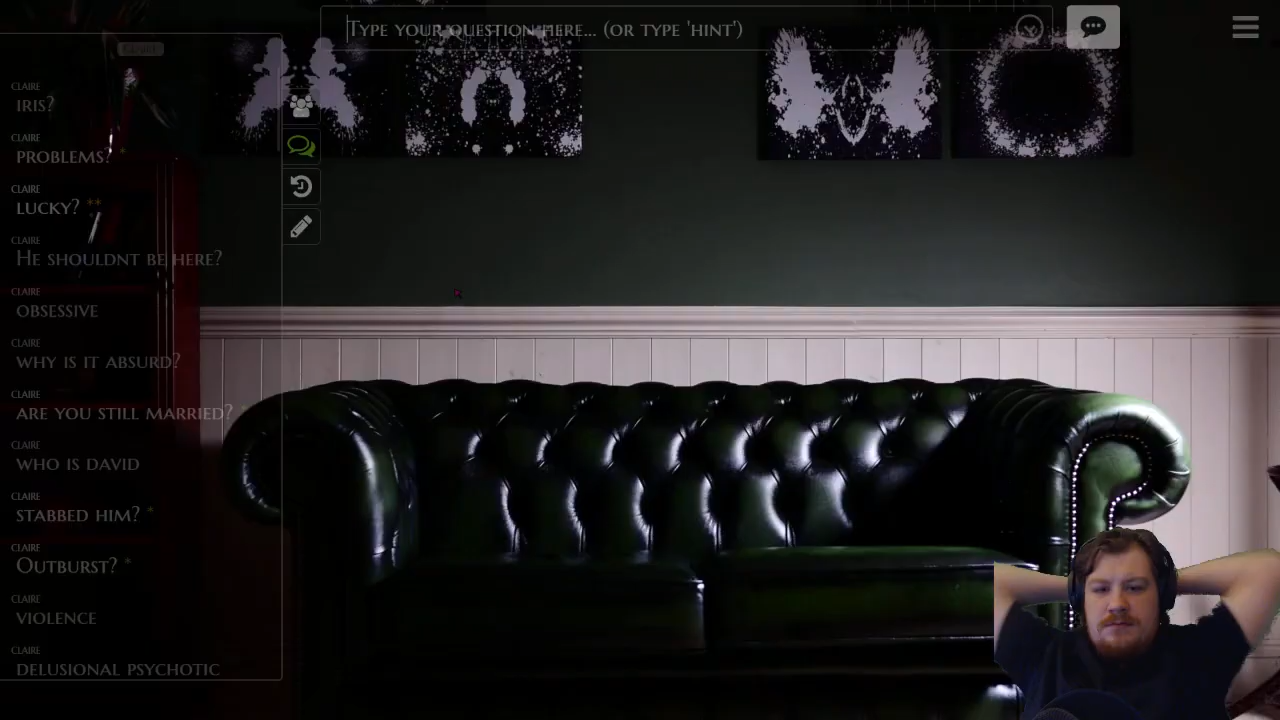 Type your question here... (or type 'hint')
CLAIRE
IRIS?
CLAIRE
PROBLEMS? *
CLAIRE
LUCKY? **
CLAIRE
He shouldnt be here?
CLAIRE
OBSESSIVE
CLAIRE
WHY IS IT ABSURD?
CLAIRE
ARE YOU STILL MARRIED?
CLAIRE
WHO IS DAVID
CLAIRE
STABBED HIM? *
CLAIRE
Outburst? *
CLAIRE
VIOLENCE
CLAIRE
DELUSIONAL PSYCHOTIC